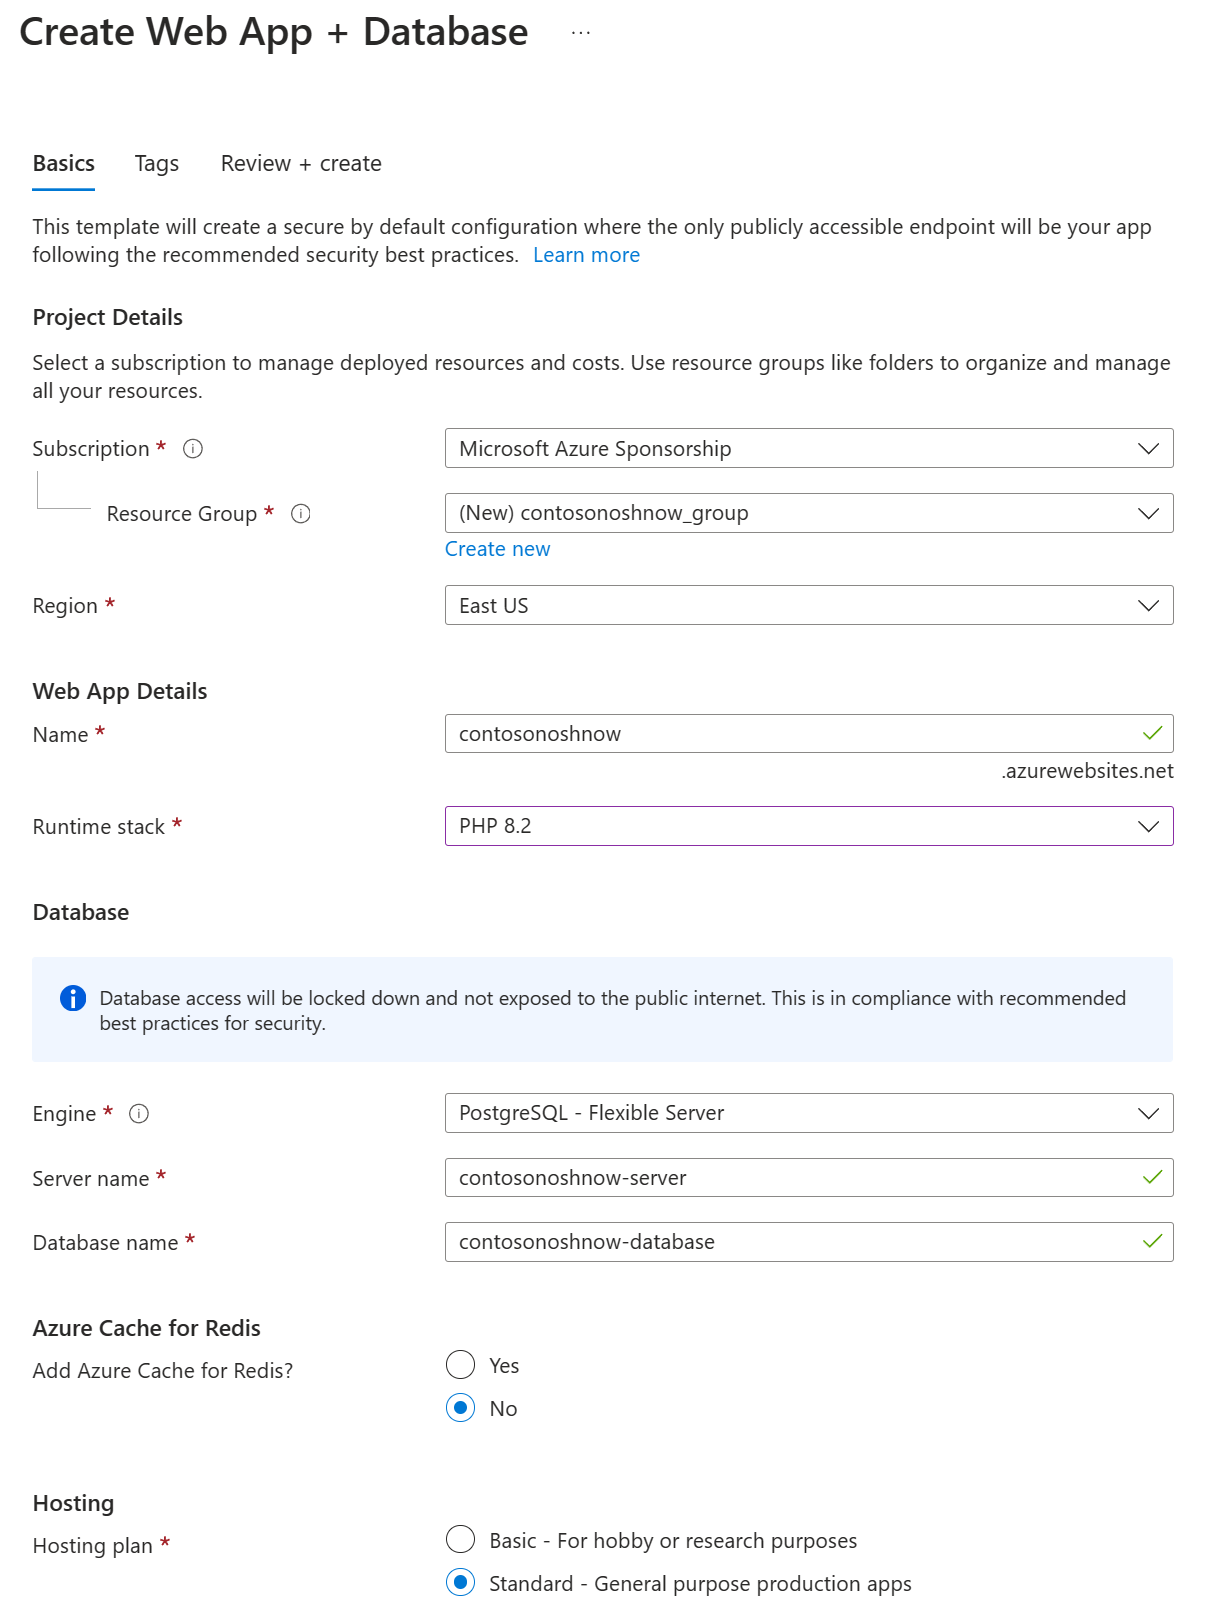 Create Web App + Database ...
Basics Tags Review + create
This template will create a secure by default configuration where the only publicly accessible endpoint will be your app
following the recommended security best practices. Learn more
Project Details
Select a subscription to manage deployed resources and costs. Use resource groups like folders to organize and manage
all your resources.
Subscription * Microsoft Azure Sponsorship
Resource Group * (New) contosonoshnow_group
Create new
Region * East US
Web App Details
Name * contosonoshnow
.azurewebsites.net
Runtime stack * PHP 8.2
Database
Database access will be locked down and not exposed to the public internet. This is in compliance with recommended
best practices for security.
Engine * PostgreSQL - Flexible Server
Server name * contosonoshnow-server
Database name * contosonoshnow-database
Azure Cache for Redis
Add Azure Cache for Redis? Yes
No
Hosting
Hosting plan * Basic - For hobby or research purposes
Standard - General purpose production apps